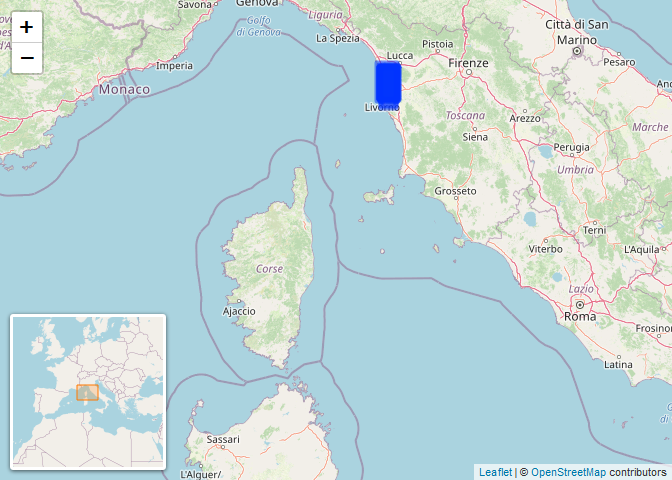 Savona
Genova
Golfo
di Genova
Liguria
La Spezia
Lucca
Pistoia
Città di San
Marino
Imperia
Firenze
Pesaro
Monaco
Livorno
Toscana
Arezzo
Siena
Marche
Perugia
Umbria
Grosseto
Terni
Viterbo
L'Aquila
Corse
Lazio
Ajaccio
Roma
Frosino
Latina
Sassari
L'Alguer/
+
−
Leaflet | © OpenStreetMap contributors